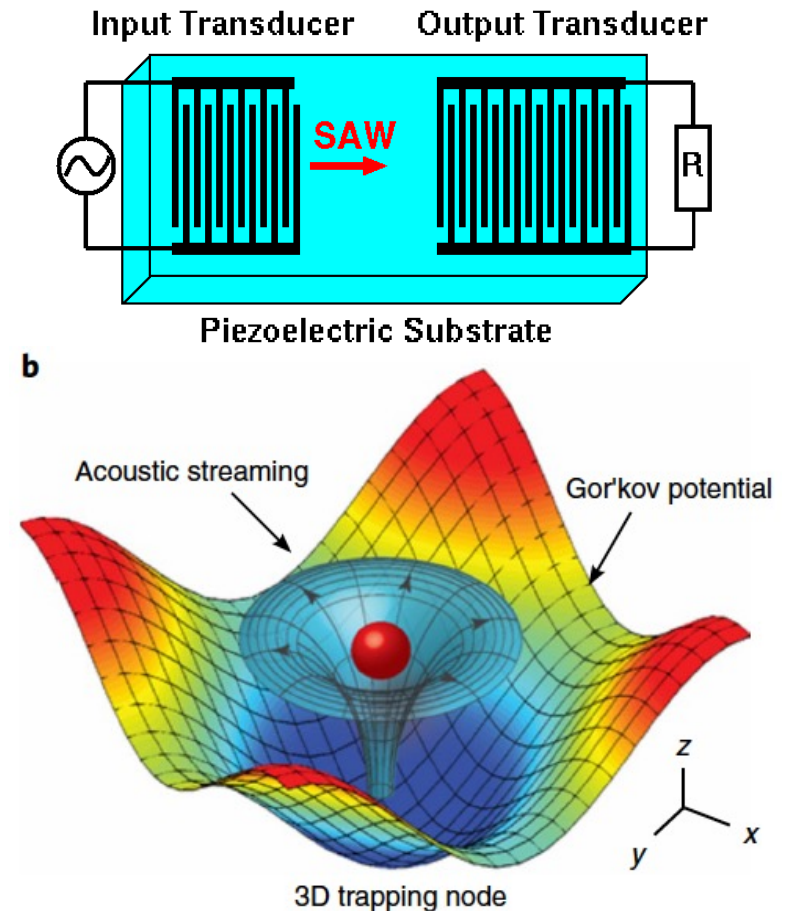 Input Transducer Output Transducer
SAW
R
Piezoelectric Substrate
b
Acoustic streaming
Gor'kov potential
z
x
y
3D trapping node